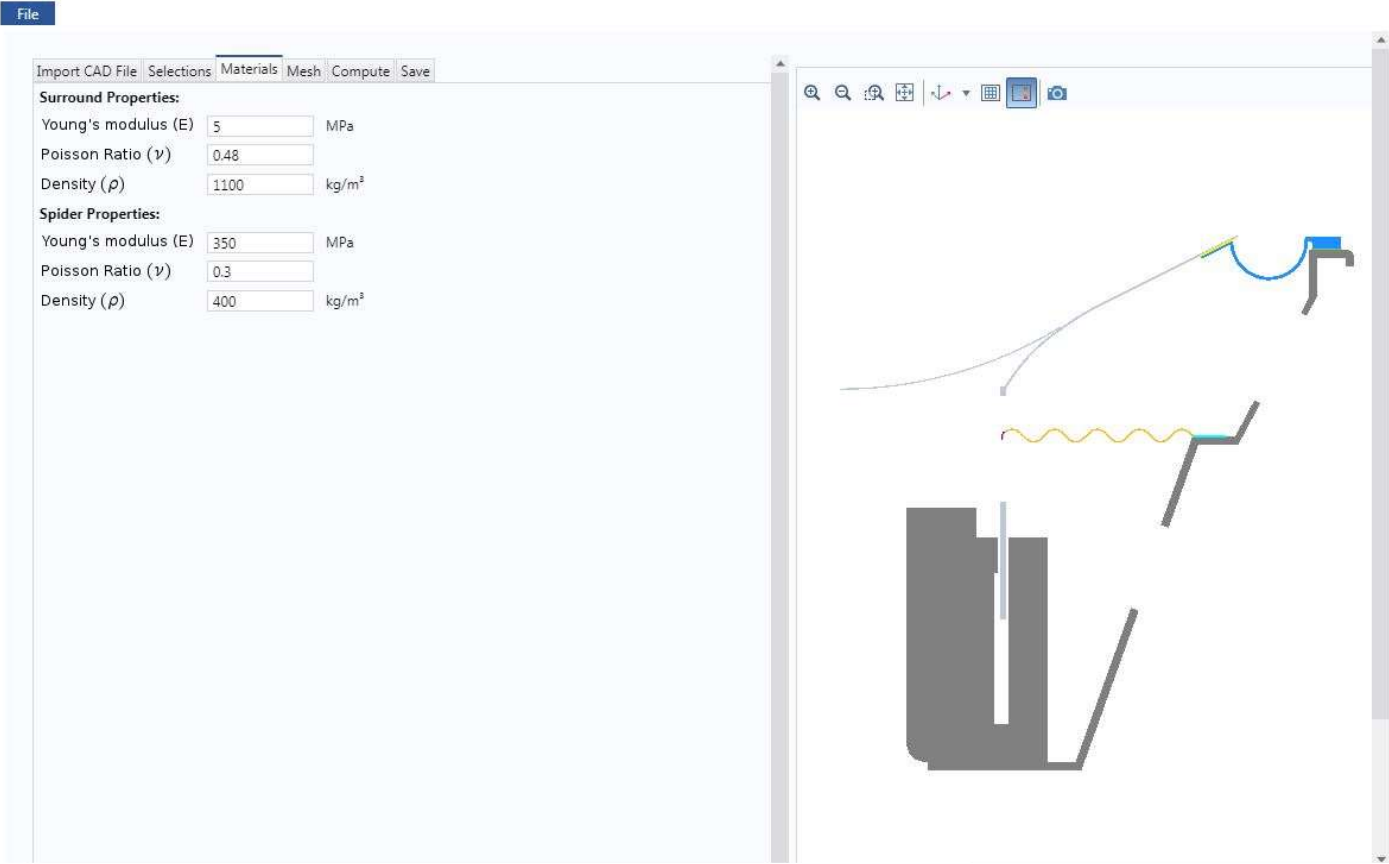 File
Import CAD File Selections Materials Mesh Compute Save
Surround Properties:
Young's modulus (E) 5 MPa
Poisson Ratio (ν) 0.48
Density (ρ) 1100 kg/m³
Spider Properties:
Young's modulus (E) 350 MPa
Poisson Ratio (ν) 0.3
Density (ρ) 400 kg/m³